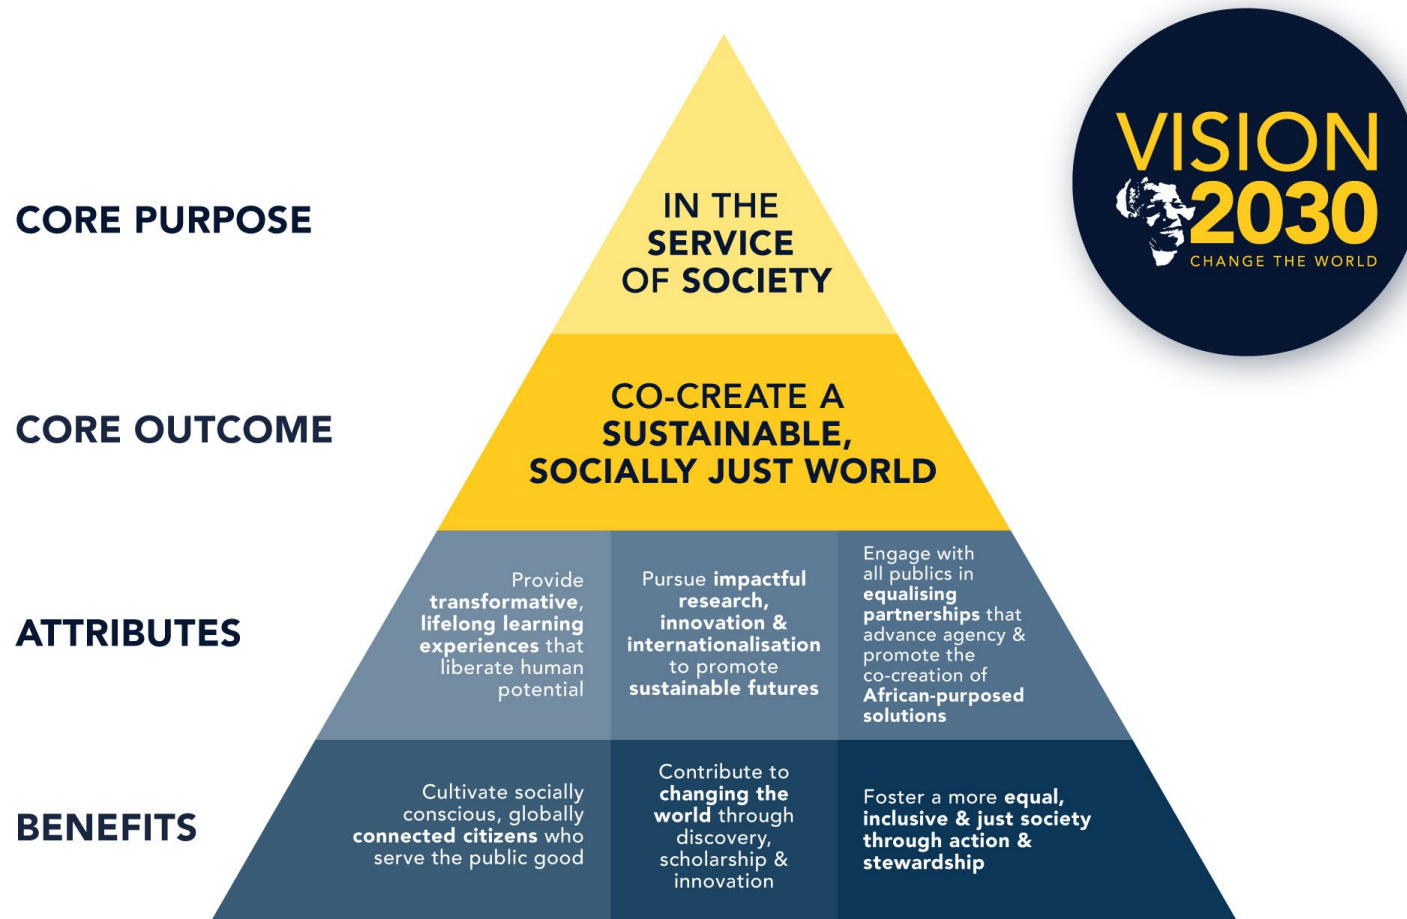 VISION
2030
CHANGE THE WORLD
CORE PURPOSE
IN THE
SERVICE
OF SOCIETY
CORE OUTCOME
CO-CREATE A
SUSTAINABLE,
SOCIALLY JUST WORLD
ATTRIBUTES
Provide
transformative,
lifelong learning
experiences that
liberate human
potential
Pursue impactful
research,
innovation &
internationalisation
to promote
sustainable futures
Engage with
all publics in
equalising
partnerships that
advance agency &
promote the
co-creation of
African-purposed
solutions
BENEFITS
Cultivate socially
conscious, globally
connected citizens who
serve the public good
Contribute to
changing the
world through
discovery,
scholarship &
innovation
Foster a more equal,
inclusive & just society
through action &
stewardship